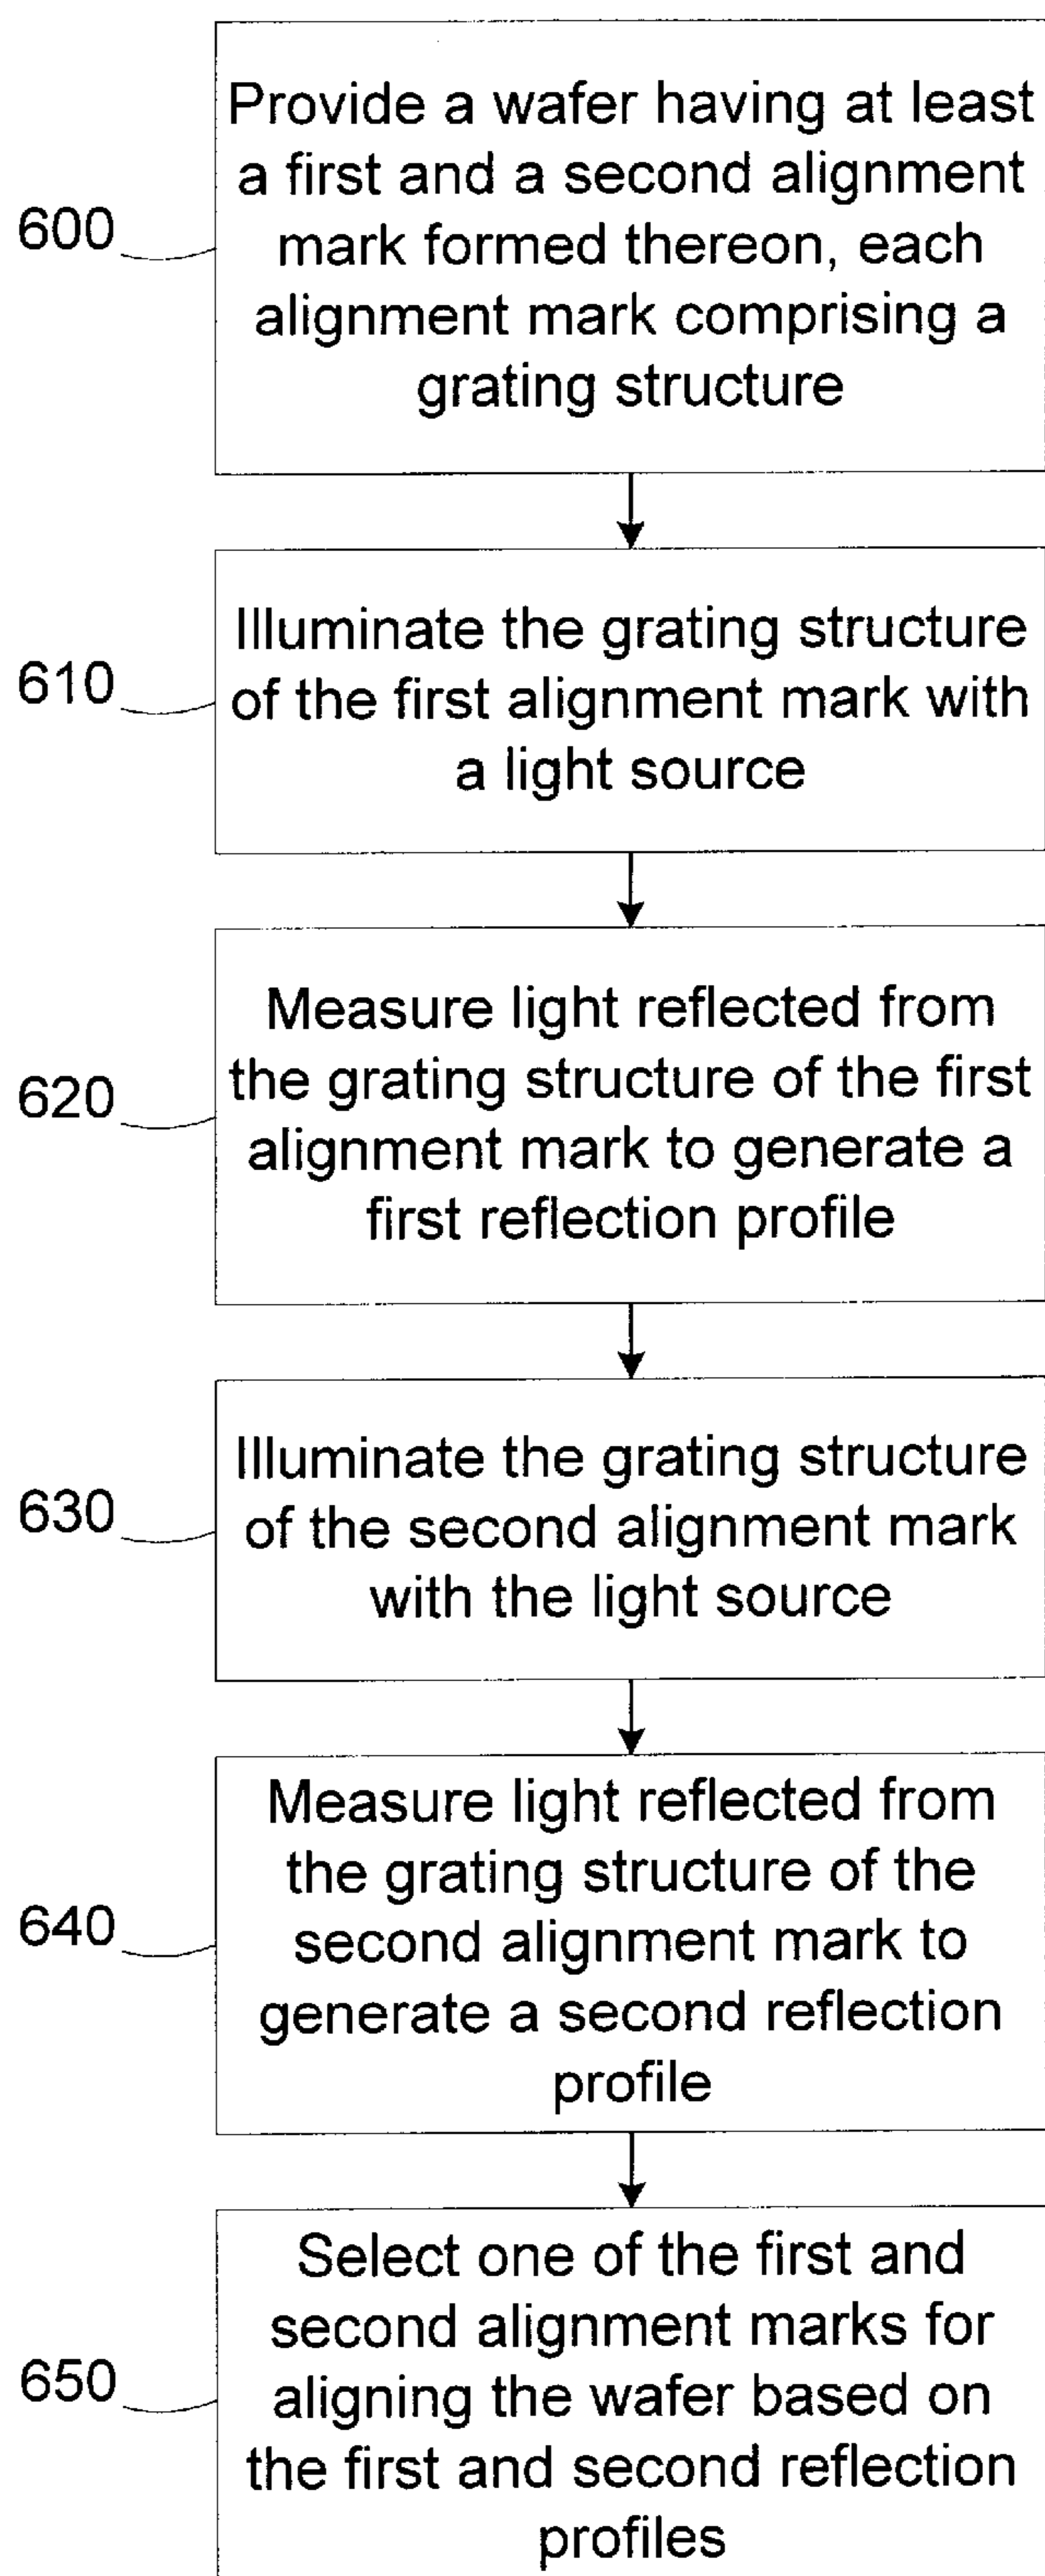 Provide a wafer having at least
a first and a second alignment
600
mark formed thereon, each
alignment mark comprising a
grating structure
Illuminate the grating structure
610
of the first alignment mark with
a light source
Measure light reflected from
the grating structure of the first
620
alignment mark to generate a
first reflection profile
Illuminate the grating structure
630
of the second alignment mark
with the light source
Measure light reflected from
the grating structure of the
640
second alignment mark to
generate a second reflection
profile
Select one of the first and
second alignment marks for
650
aligning the wafer based on
the first and second reflection
profiles